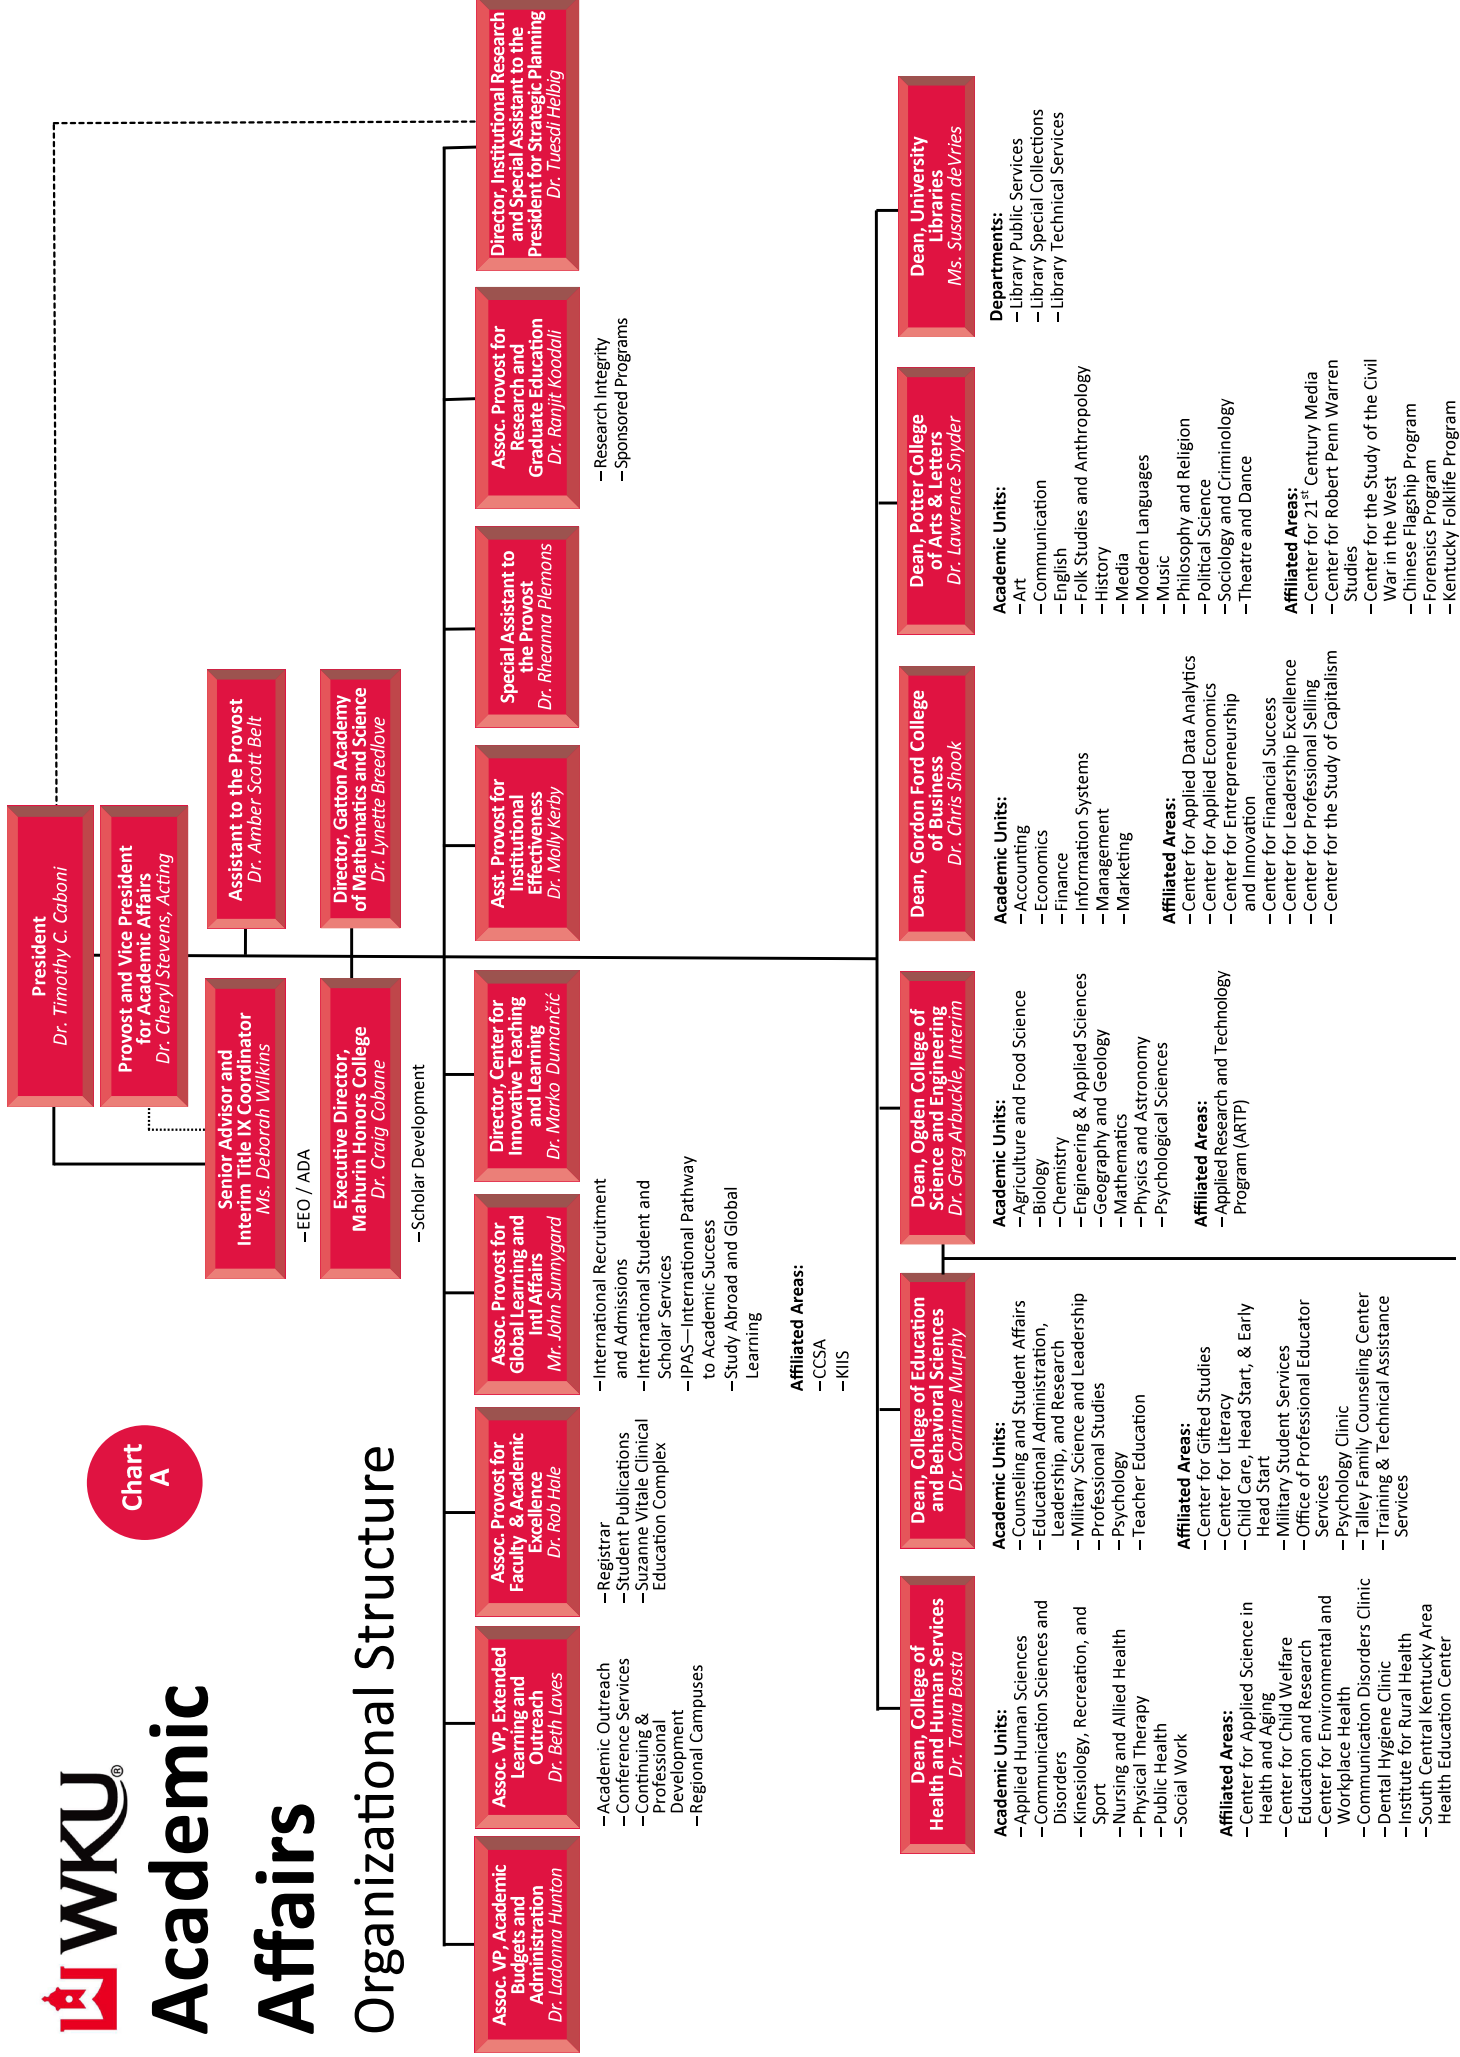 WKU®
Academic
Affairs
Organizational Structure
Chart
A
President
Dr. Timothy C. Caboni
Provost and Vice President
for Academic Affairs
Dr. Cheryl Stevens, Acting
Senior Advisor and
Interim Title IX Coordinator
Ms. Deborah Wilkins
– EEO / ADA
Assistant to the Provost
Dr. Amber Scott Belt
Executive Director,
Mahurin Honors College
Dr. Craig Cobane
– Scholar Development
Director, Gatton Academy
of Mathematics and Science
Dr. Lynette Breedlove
Assoc. VP, Academic
Budgets and
Administration
Dr. Ladonna Hunton
Assoc. VP, Extended
Learning and
Outreach
Dr. Beth Laves
– Academic Outreach
– Conference Services
– Continuing &
Professional
Development
– Regional Campuses
Assoc. Provost for
Faculty & Academic
Excellence
Dr. Rob Hale
– Registrar
– Student Publications
– Suzanne Vitale Clinical
Education Complex
Assoc. Provost for
Global Learning and
Intl Affairs
Mr. John Sunnygard
– International Recruitment
and Admissions
– International Student and
Scholar Services
– IPAS—International Pathway
to Academic Success
– Study Abroad and Global
Learning
Affiliated Areas:
– CCSA
– KIIS
Director, Center for
Innovative Teaching
and Learning
Dr. Marko Dumančić
Asst. Provost for
Institutional
Effectiveness
Dr. Molly Kerby
Special Assistant to
the Provost
Dr. Rheanna Plemons
Assoc. Provost for
Research and
Graduate Education
Dr. Ranjit Koodali
– Research Integrity
– Sponsored Programs
Director, Institutional Research
and Special Assistant to the
President for Strategic Planning
Dr. Tuesdi Helbig
Dean, College of
Health and Human Services
Dr. Tania Basta
Academic Units:
– Applied Human Sciences
– Communication Sciences and
Disorders
– Kinesiology, Recreation, and
Sport
– Nursing and Allied Health
– Physical Therapy
– Public Health
– Social Work
Affiliated Areas:
– Center for Applied Science in
Health and Aging
– Center for Child Welfare
Education and Research
– Center for Environmental and
Workplace Health
– Communication Disorders Clinic
– Dental Hygiene Clinic
– Institute for Rural Health
– South Central Kentucky Area
Health Education Center
Dean, College of Education
and Behavioral Sciences
Dr. Corinne Murphy
Academic Units:
– Counseling and Student Affairs
– Educational Administration,
Leadership, and Research
– Military Science and Leadership
– Professional Studies
– Psychology
– Teacher Education
Affiliated Areas:
– Center for Gifted Studies
– Center for Literacy
– Child Care, Head Start, & Early
Head Start
– Military Student Services
– Office of Professional Educator
Services
– Psychology Clinic
– Talley Family Counseling Center
– Training & Technical Assistance
Services
Dean, Ogden College of
Science and Engineering
Dr. Greg Arbuckle, Interim
Academic Units:
– Agriculture and Food Science
– Biology
– Chemistry
– Engineering & Applied Sciences
– Geography and Geology
– Mathematics
– Physics and Astronomy
– Psychological Sciences
Affiliated Areas:
– Applied Research and Technology
Program (ARTP)
Dean, Gordon Ford College
of Business
Dr. Chris Shook
Academic Units:
– Accounting
– Economics
– Finance
– Information Systems
– Management
– Marketing
Affiliated Areas:
– Center for Applied Data Analytics
– Center for Applied Economics
– Center for Entrepreneurship
and Innovation
– Center for Financial Success
– Center for Leadership Excellence
– Center for Professional Selling
– Center for the Study of Capitalism
Dean, Potter College
of Arts & Letters
Dr. Lawrence Snyder
Academic Units:
– Art
– Communication
– English
– Folk Studies and Anthropology
– History
– Media
– Modern Languages
– Music
– Philosophy and Religion
– Political Science
– Sociology and Criminology
– Theatre and Dance
Affiliated Areas:
– Center for 21st Century Media
– Center for Robert Penn Warren
Studies
– Center for the Study of the Civil
War in the West
– Chinese Flagship Program
– Forensics Program
– Kentucky Folklife Program
Dean, University
Libraries
Ms. Susann deVries
Departments:
– Library Public Services
– Library Special Collections
– Library Technical Services